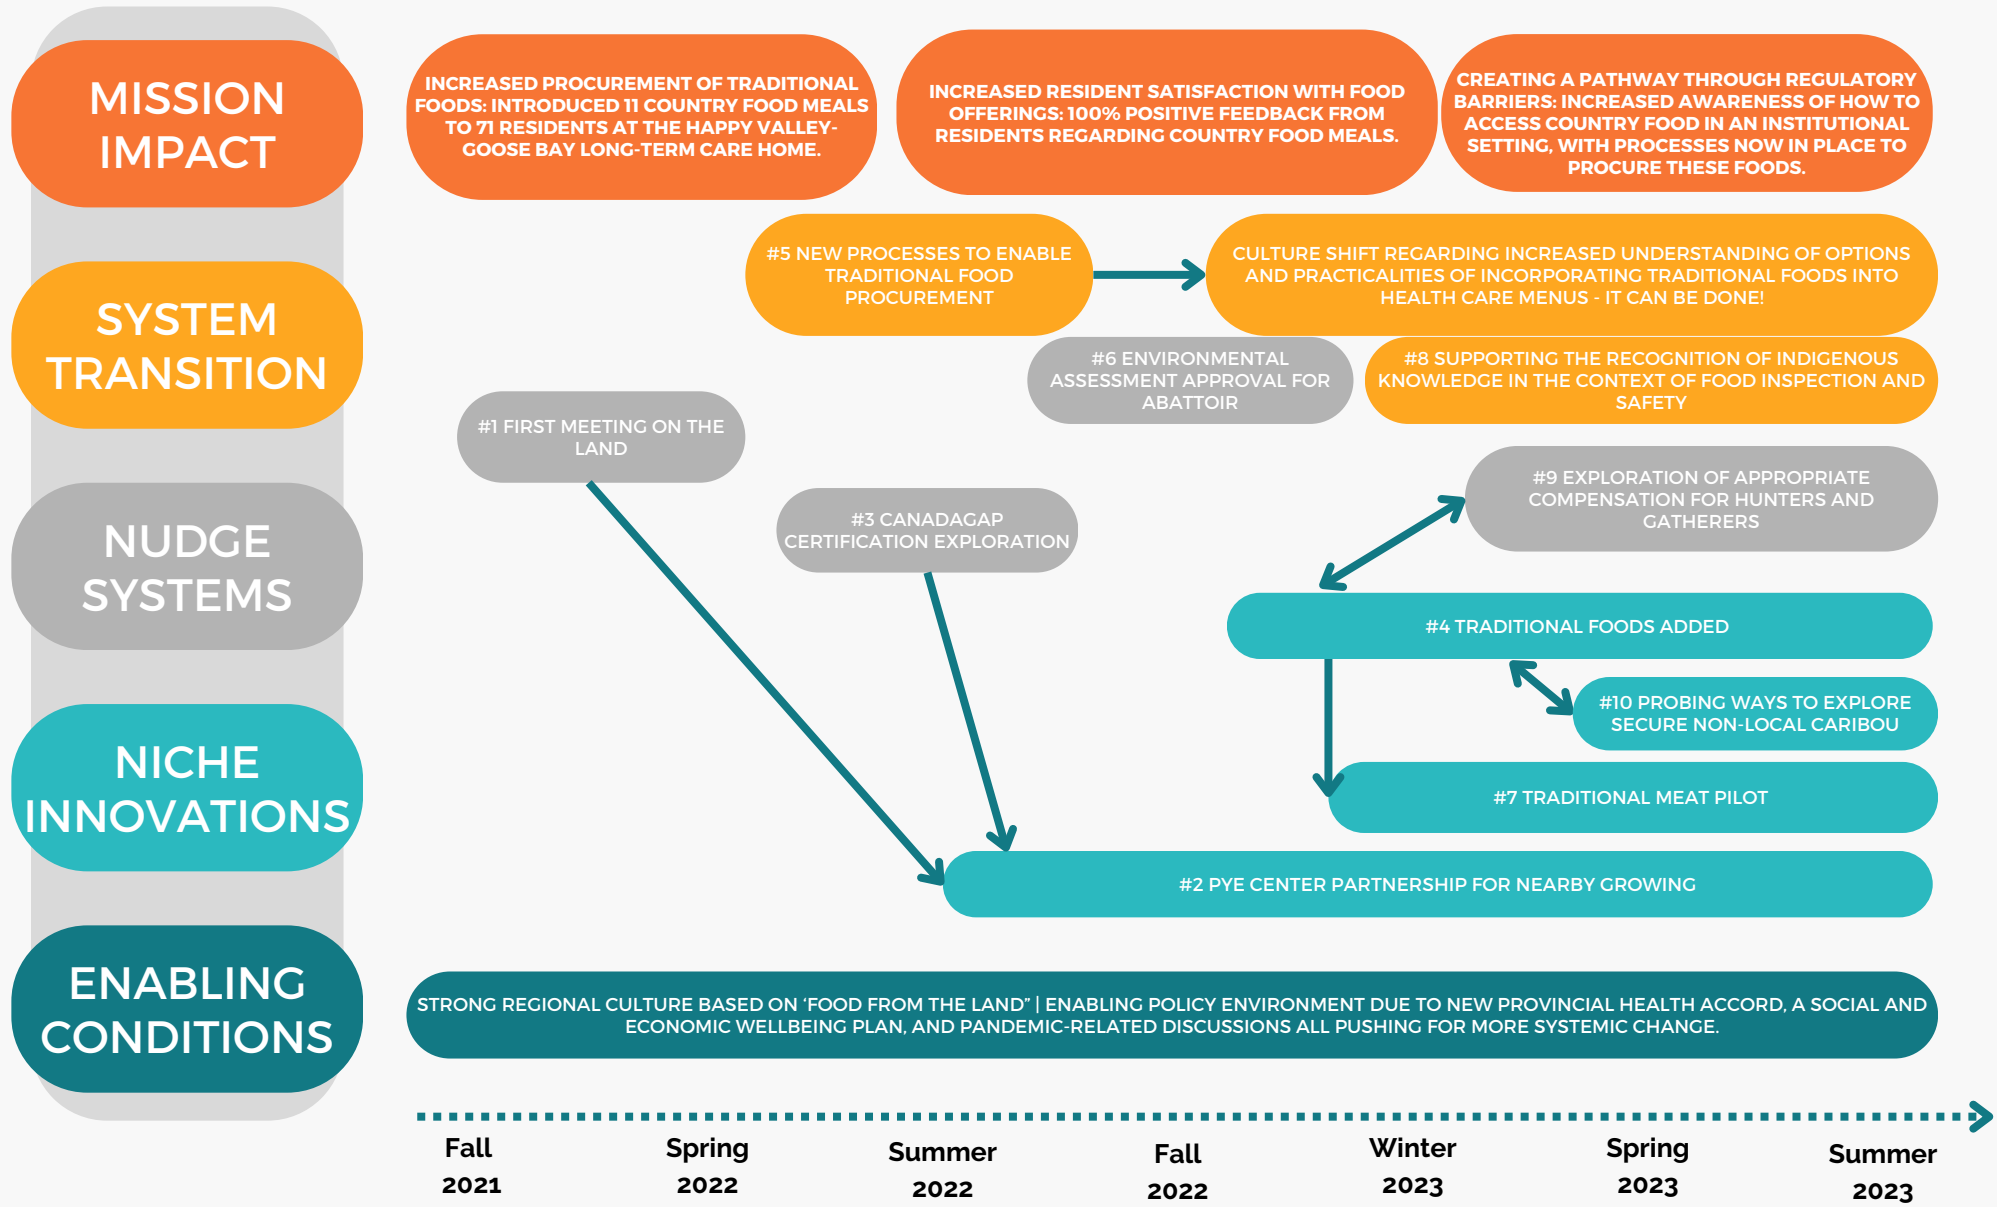 MISSION
IMPACT
INCREASED PROCUREMENT OF TRADITIONAL
FOODS: INTRODUCED 11 COUNTRY FOOD MEALS
TO 71 RESIDENTS AT THE HAPPY VALLEY-
GOOSE BAY LONG-TERM CARE HOME.
INCREASED RESIDENT SATISFACTION WITH FOOD
OFFERINGS: 100% POSITIVE FEEDBACK FROM
RESIDENTS REGARDING COUNTRY FOOD MEALS.
CREATING A PATHWAY THROUGH REGULATORY
BARRIERS: INCREASED AWARENESS OF HOW TO
ACCESS COUNTRY FOOD IN AN INSTITUTIONAL
SETTING, WITH PROCESSES NOW IN PLACE TO
PROCURE THESE FOODS.
SYSTEM
TRANSITION
#5 NEW PROCESSES TO ENABLE
TRADITIONAL FOOD
PROCUREMENT
CULTURE SHIFT REGARDING INCREASED UNDERSTANDING OF OPTIONS
AND PRACTICALITIES OF INCORPORATING TRADITIONAL FOODS INTO
HEALTH CARE MENUS - IT CAN BE DONE!
#6 ENVIRONMENTAL
ASSESSMENT APPROVAL FOR
ABATTOIR
#8 SUPPORTING THE RECOGNITION OF INDIGENOUS
KNOWLEDGE IN THE CONTEXT OF FOOD INSPECTION AND
SAFETY
#1 FIRST MEETING ON THE
LAND
NUDGE
SYSTEMS
#3 CANADAGAP
CERTIFICATION EXPLORATION
#9 EXPLORATION OF APPROPRIATE
COMPENSATION FOR HUNTERS AND
GATHERERS
#4 TRADITIONAL FOODS ADDED
NICHE
INNOVATIONS
#10 PROBING WAYS TO EXPLORE
SECURE NON-LOCAL CARIBOU
#7 TRADITIONAL MEAT PILOT
#2 PYE CENTER PARTNERSHIP FOR NEARBY GROWING
ENABLING
CONDITIONS
STRONG REGIONAL CULTURE BASED ON ‘FOOD FROM THE LAND” | ENABLING POLICY ENVIRONMENT DUE TO NEW PROVINCIAL HEALTH ACCORD, A SOCIAL AND
ECONOMIC WELLBEING PLAN, AND PANDEMIC-RELATED DISCUSSIONS ALL PUSHING FOR MORE SYSTEMIC CHANGE.
Fall
2021
Spring
2022
Summer
2022
Fall
2022
Winter
2023
Spring
2023
Summer
2023